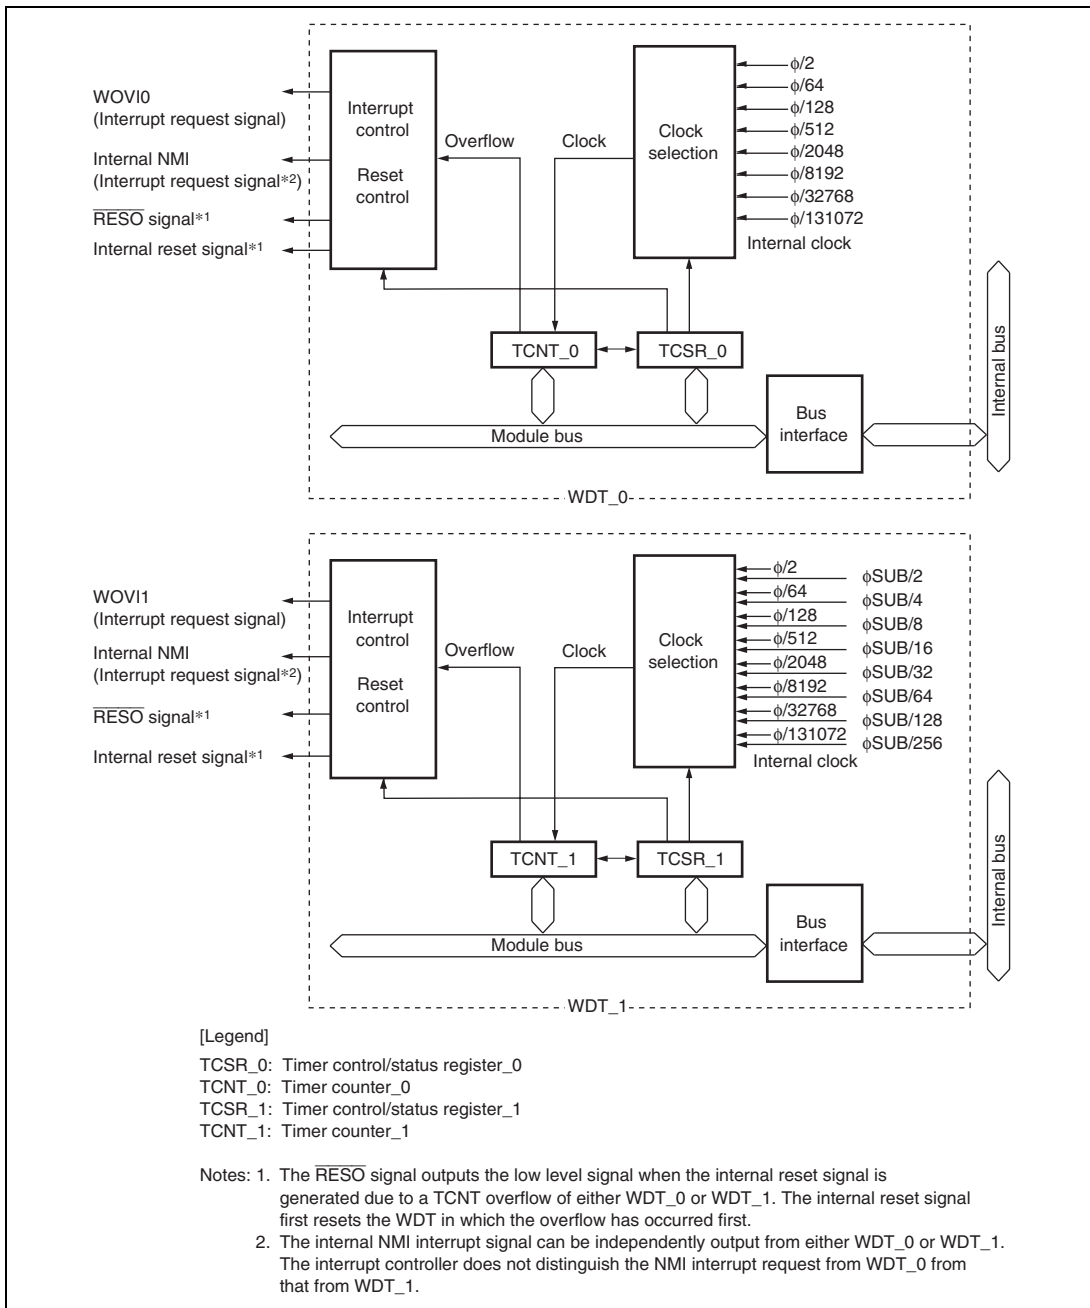 WOVI0
(Interrupt request signal)
Internal NMI
(Interrupt request signal*2)
RESO signal*1
Internal reset signal*1
Interrupt
control
Reset
control
Overflow
Clock
Clock
selection
φ/2
φ/64
φ/128
φ/512
φ/2048
φ/8192
φ/32768
φ/131072
Internal clock
TCNT_0
TCSR_0
Module bus
Bus
interface
Internal bus
WDT_0
WOVI1
(Interrupt request signal)
Internal NMI
(Interrupt request signal*2)
RESO signal*1
Internal reset signal*1
Interrupt
control
Reset
control
Overflow
Clock
Clock
selection
φ/2
φSUB/2
φ/64
φSUB/4
φ/128
φSUB/8
φ/512
φSUB/16
φ/2048
φSUB/32
φ/8192
φSUB/64
φ/32768
φSUB/128
φ/131072
φSUB/256
Internal clock
TCNT_1
TCSR_1
Module bus
Bus
interface
Internal bus
WDT_1
[Legend]
TCSR_0: Timer control/status register_0
TCNT_0: Timer counter_0
TCSR_1: Timer control/status register_1
TCNT_1: Timer counter_1
Notes: 1. The RESO signal outputs the low level signal when the internal reset signal is
generated due to a TCNT overflow of either WDT_0 or WDT_1. The internal reset signal
first resets the WDT in which the overflow has occurred first.
2. The internal NMI interrupt signal can be independently output from either WDT_0 or WDT_1.
The interrupt controller does not distinguish the NMI interrupt request from WDT_0 from
that from WDT_1.